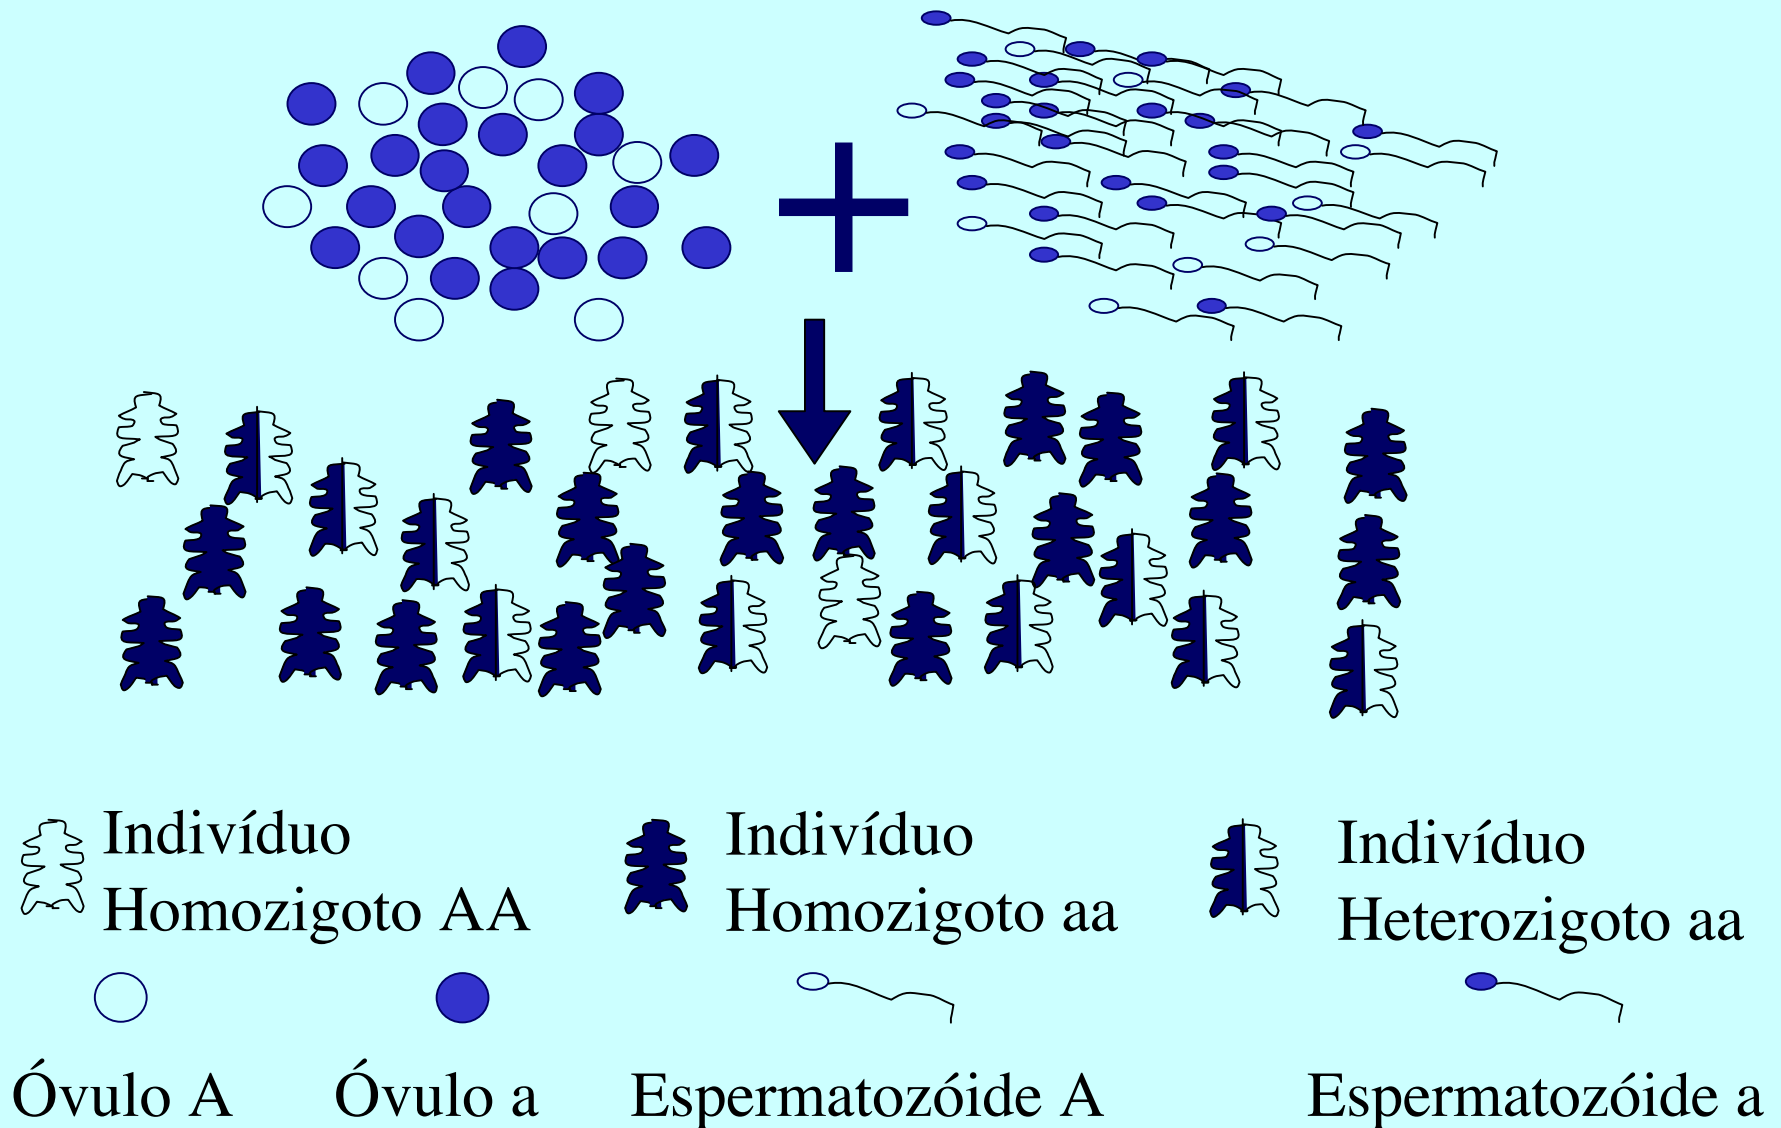 Indivíduo
Homozigoto AA
Indivíduo
Homozigoto aa
Indivíduo
Heterozigoto aa
Óvulo A
Óvulo a
Espermatozóide A
Espermatozóide a